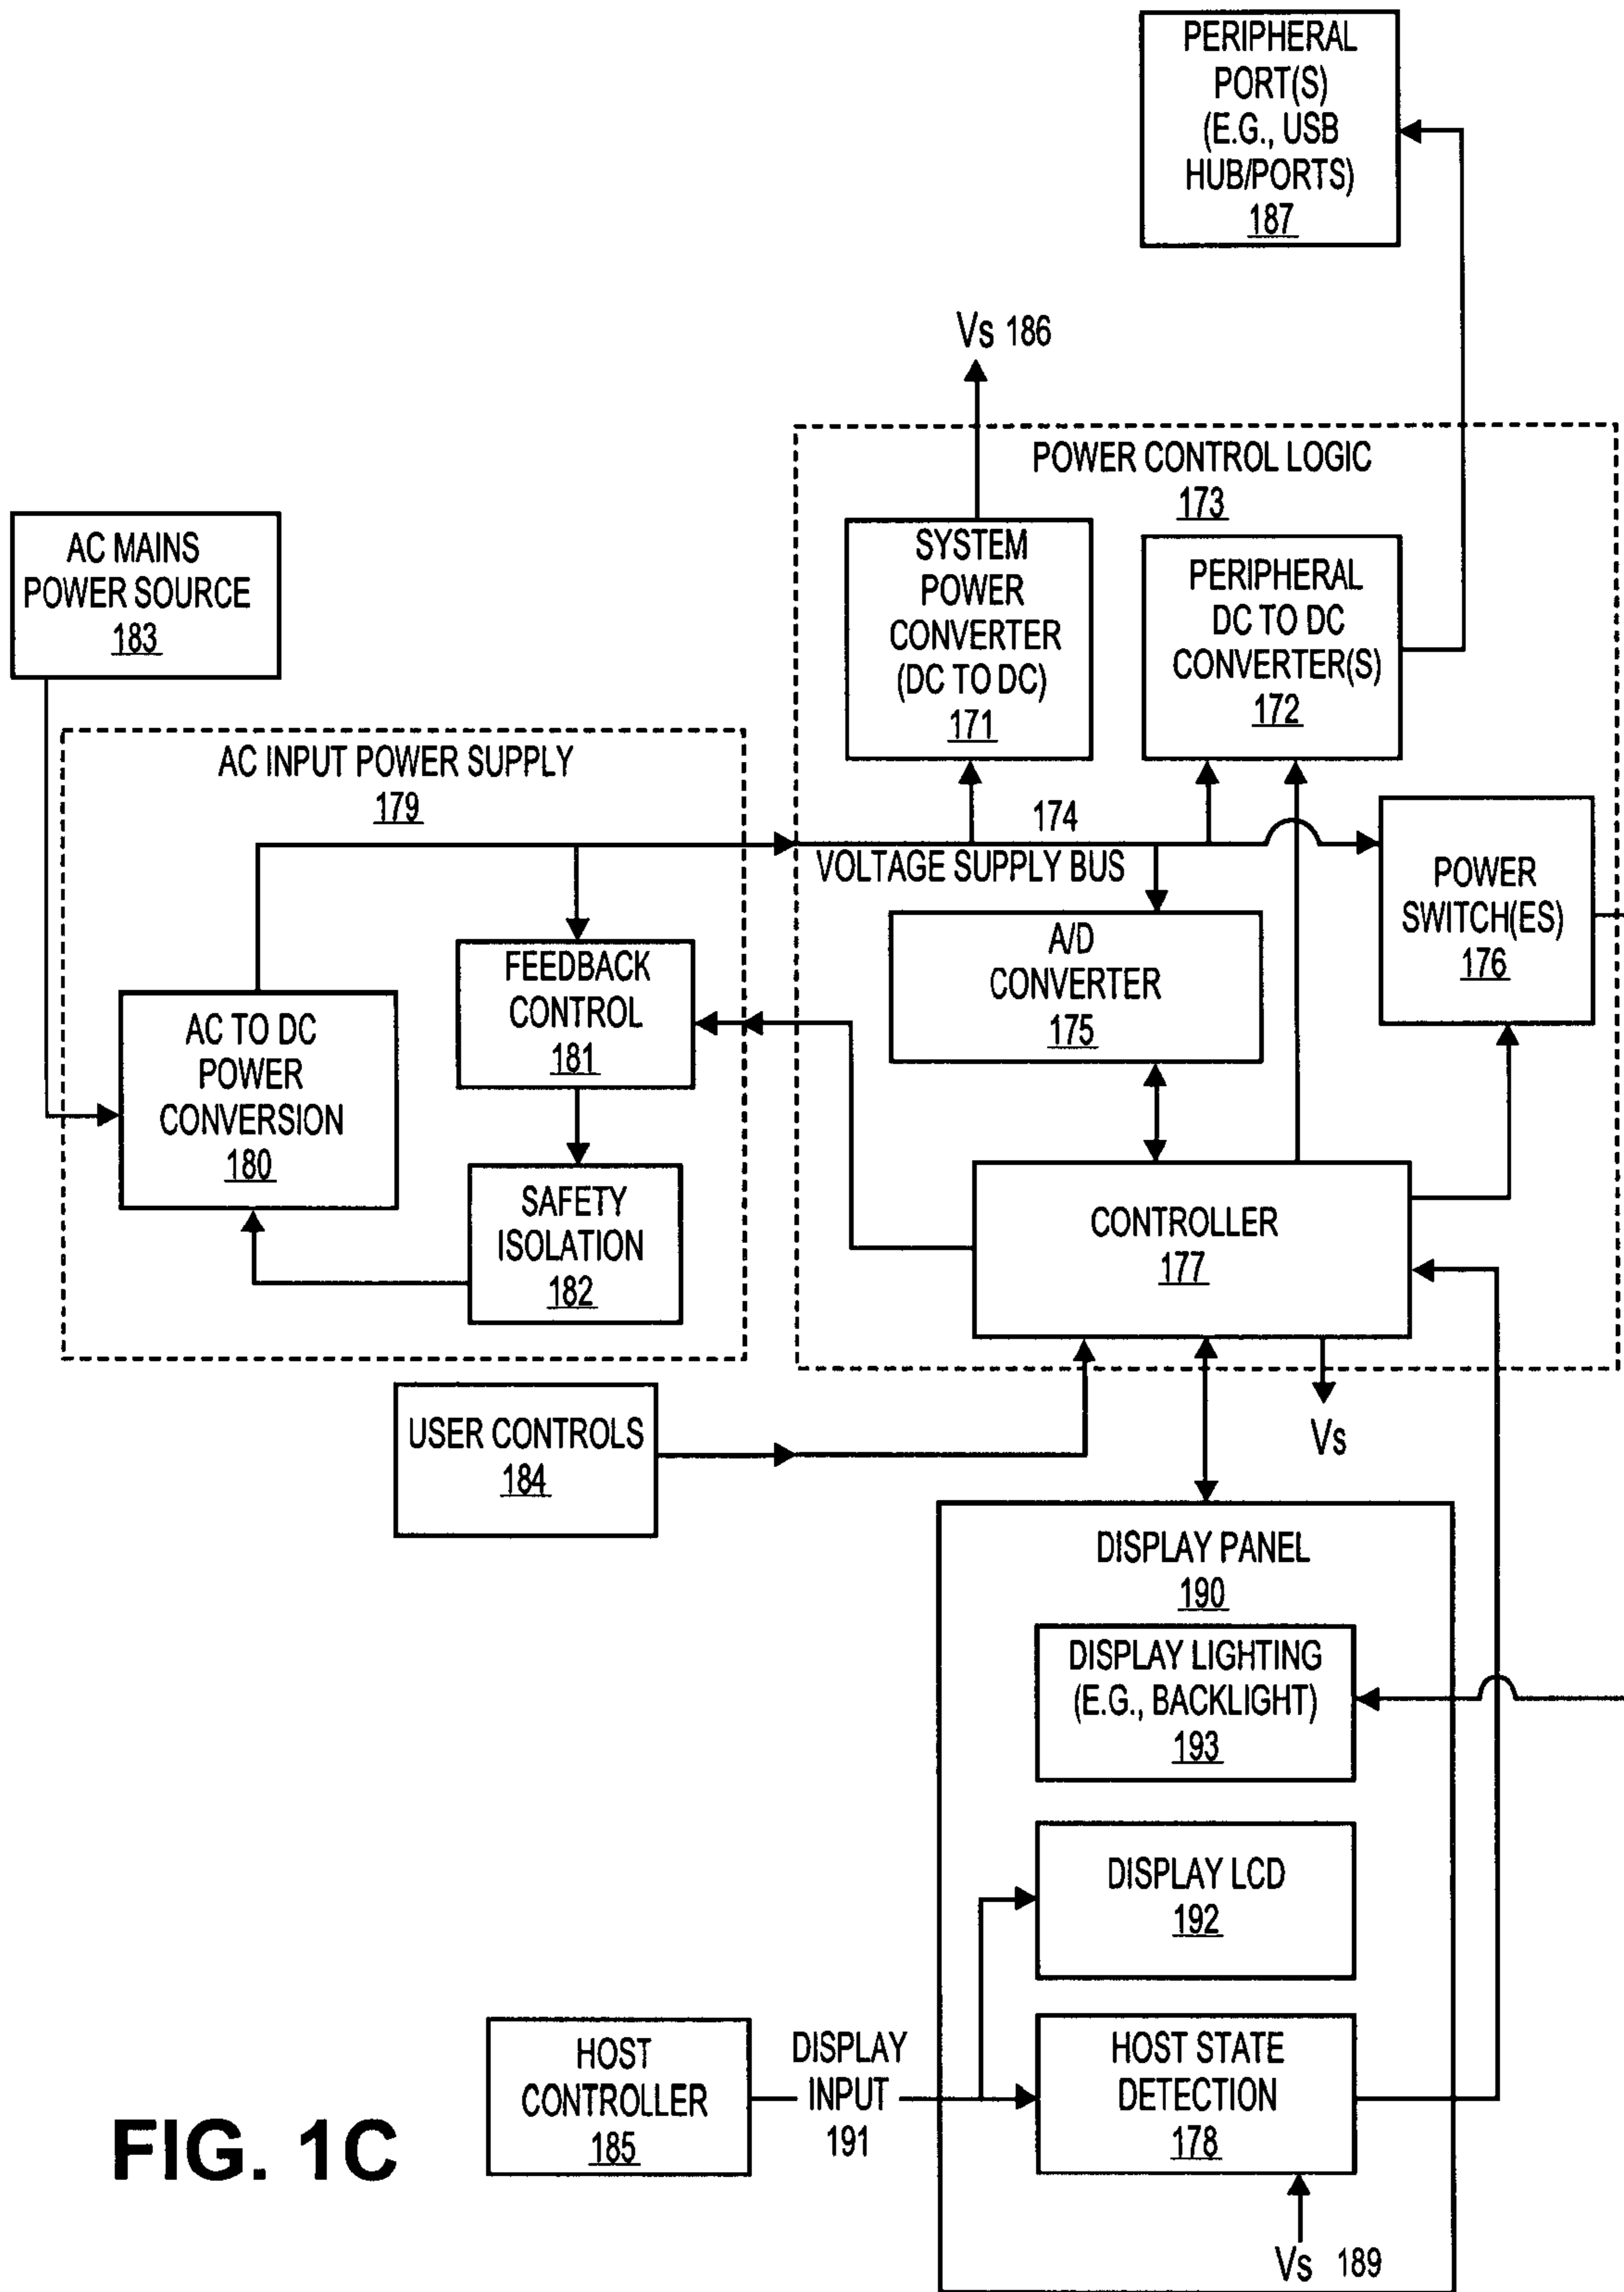 PERIPHERAL
PORT(S)
(E.G., USB
HUB/PORTS)
187
Vs 186
POWER CONTROL LOGIC
173
AC MAINS
POWER SOURCE
183
SYSTEM
POWER
CONVERTER
(DC TO DC)
171
PERIPHERAL
DC TO DC
CONVERTER(S)
172
AC INPUT POWER SUPPLY
179
174
VOLTAGE SUPPLY BUS
POWER
SWITCH(ES)
176
A/D
CONVERTER
175
FEEDBACK
CONTROL
181
AC TO DC
POWER
CONVERSION
180
SAFETY
ISOLATION
182
CONTROLLER
177
USER CONTROLS
184
Vs
DISPLAY PANEL
190
DISPLAY LIGHTING
(E.G., BACKLIGHT)
193
DISPLAY LCD
192
HOST
CONTROLLER
185
DISPLAY
INPUT
191
HOST STATE
DETECTION
178
Vs 189
FIG. 1C